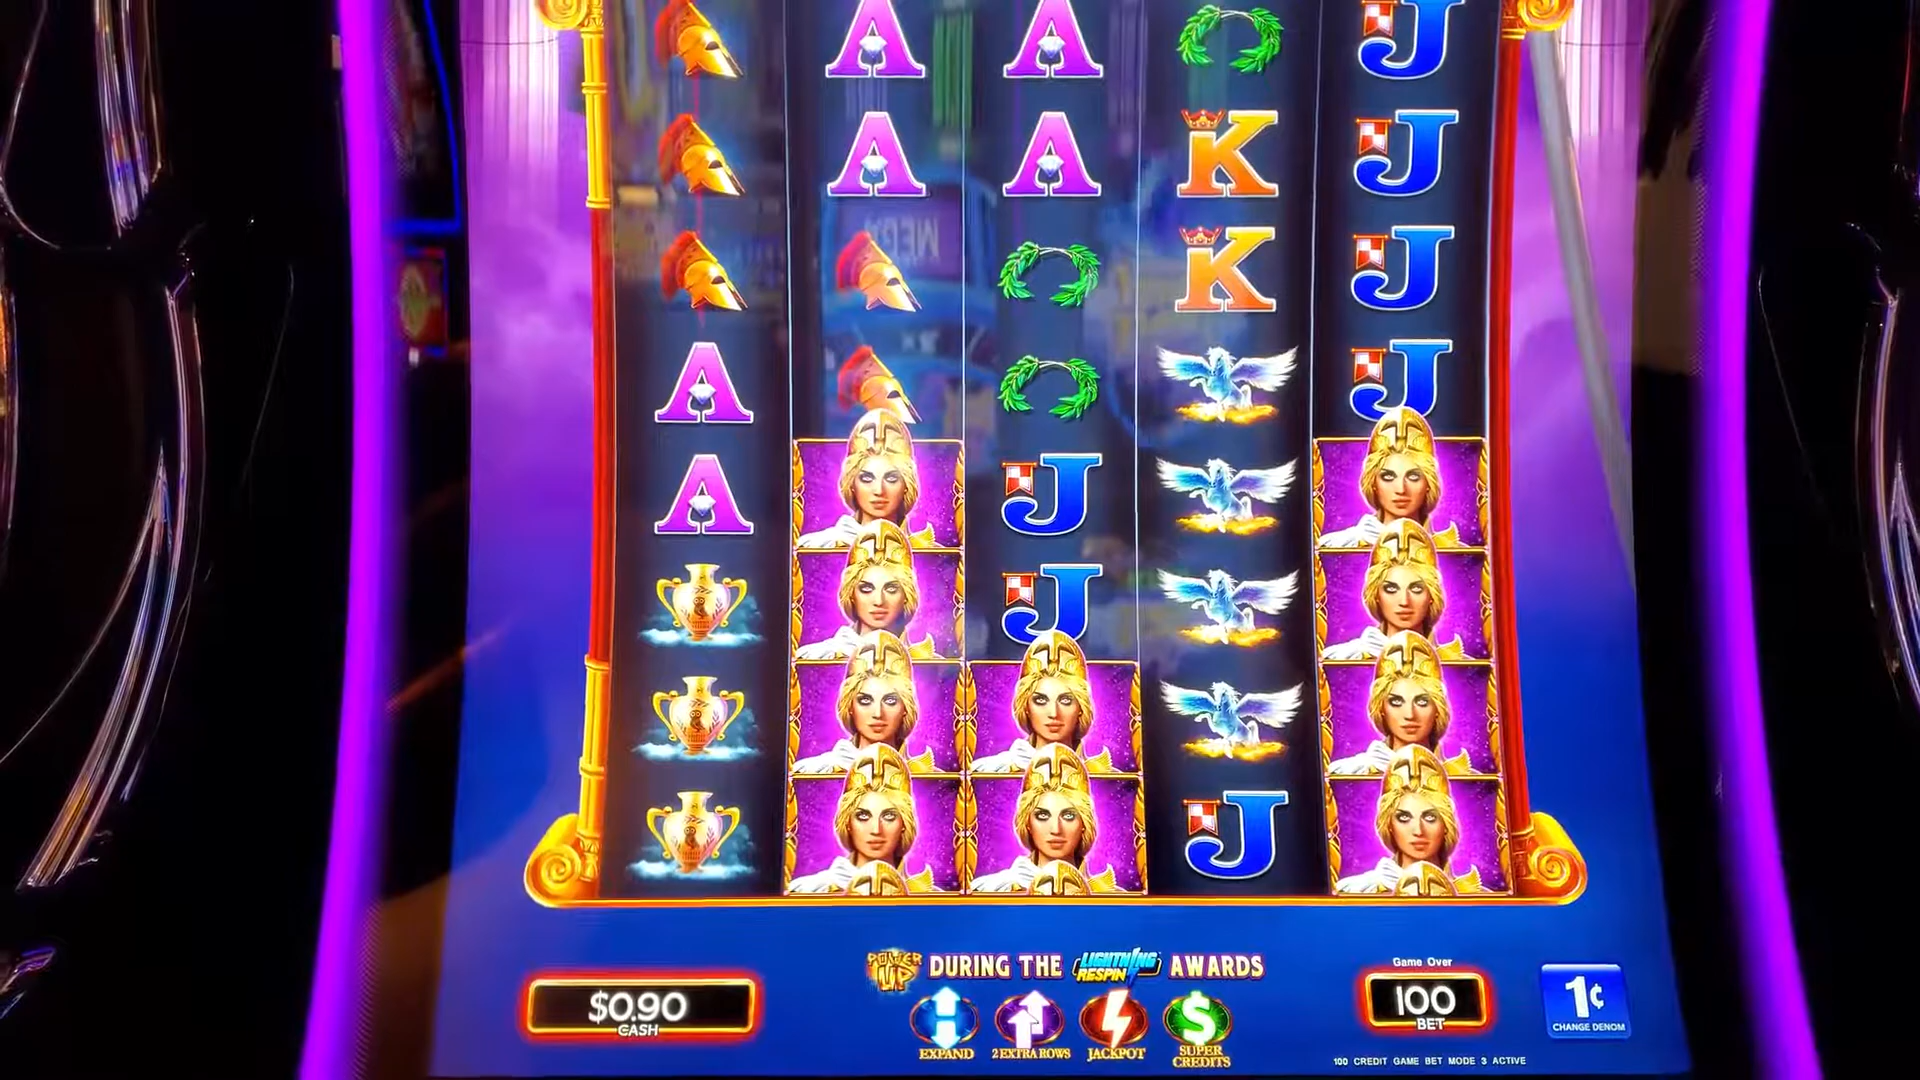 A A J
A A K J
K J
A J
A J
J
J
POWER UP DURING THE LIGHTNING RESPIN AWARDS
EXPAND 2 EXTRA ROWS JACKPOT SUPER CREDITS
$0.90
CASH
Game Over
100
BET
1¢
CHANGE DENOM
100 CREDIT GAME BET MODE 3 ACTIVE